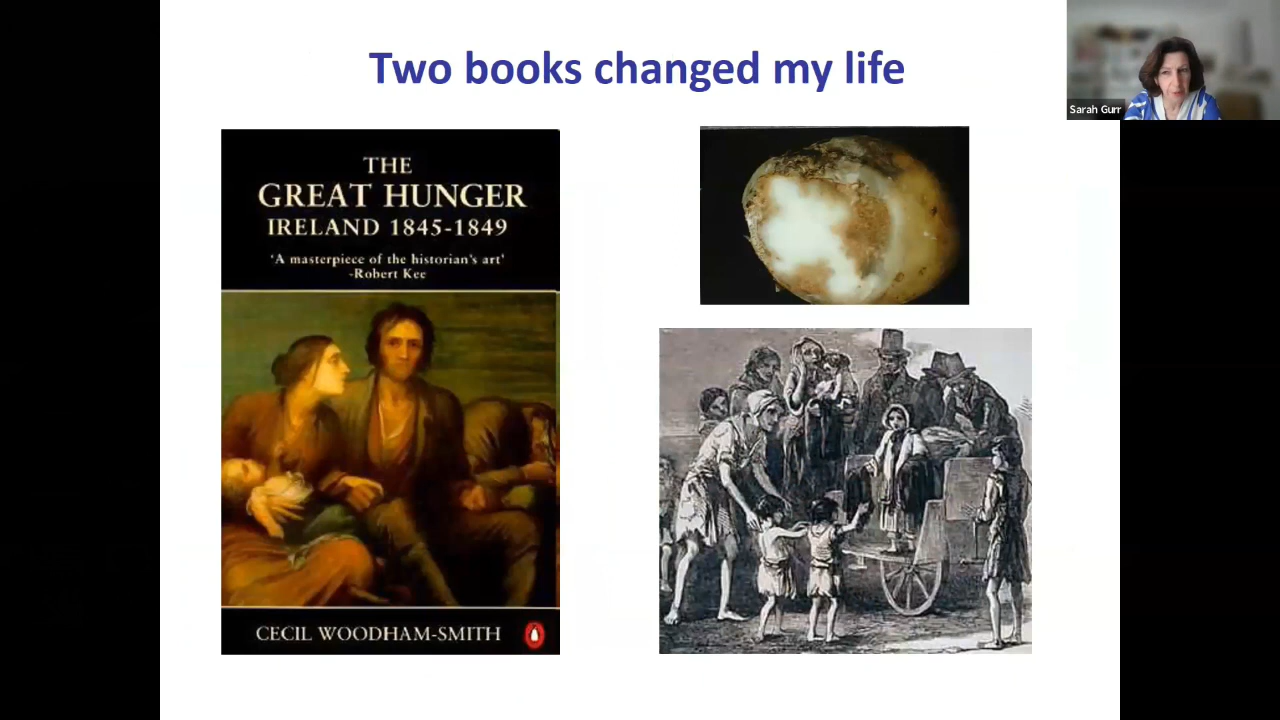 Two books changed my life
THE
GREAT HUNGER
IRELAND 1845-1849
'A masterpiece of the historian's art'
-Robert Kee
CECIL WOODHAM-SMITH
Sarah Gurr